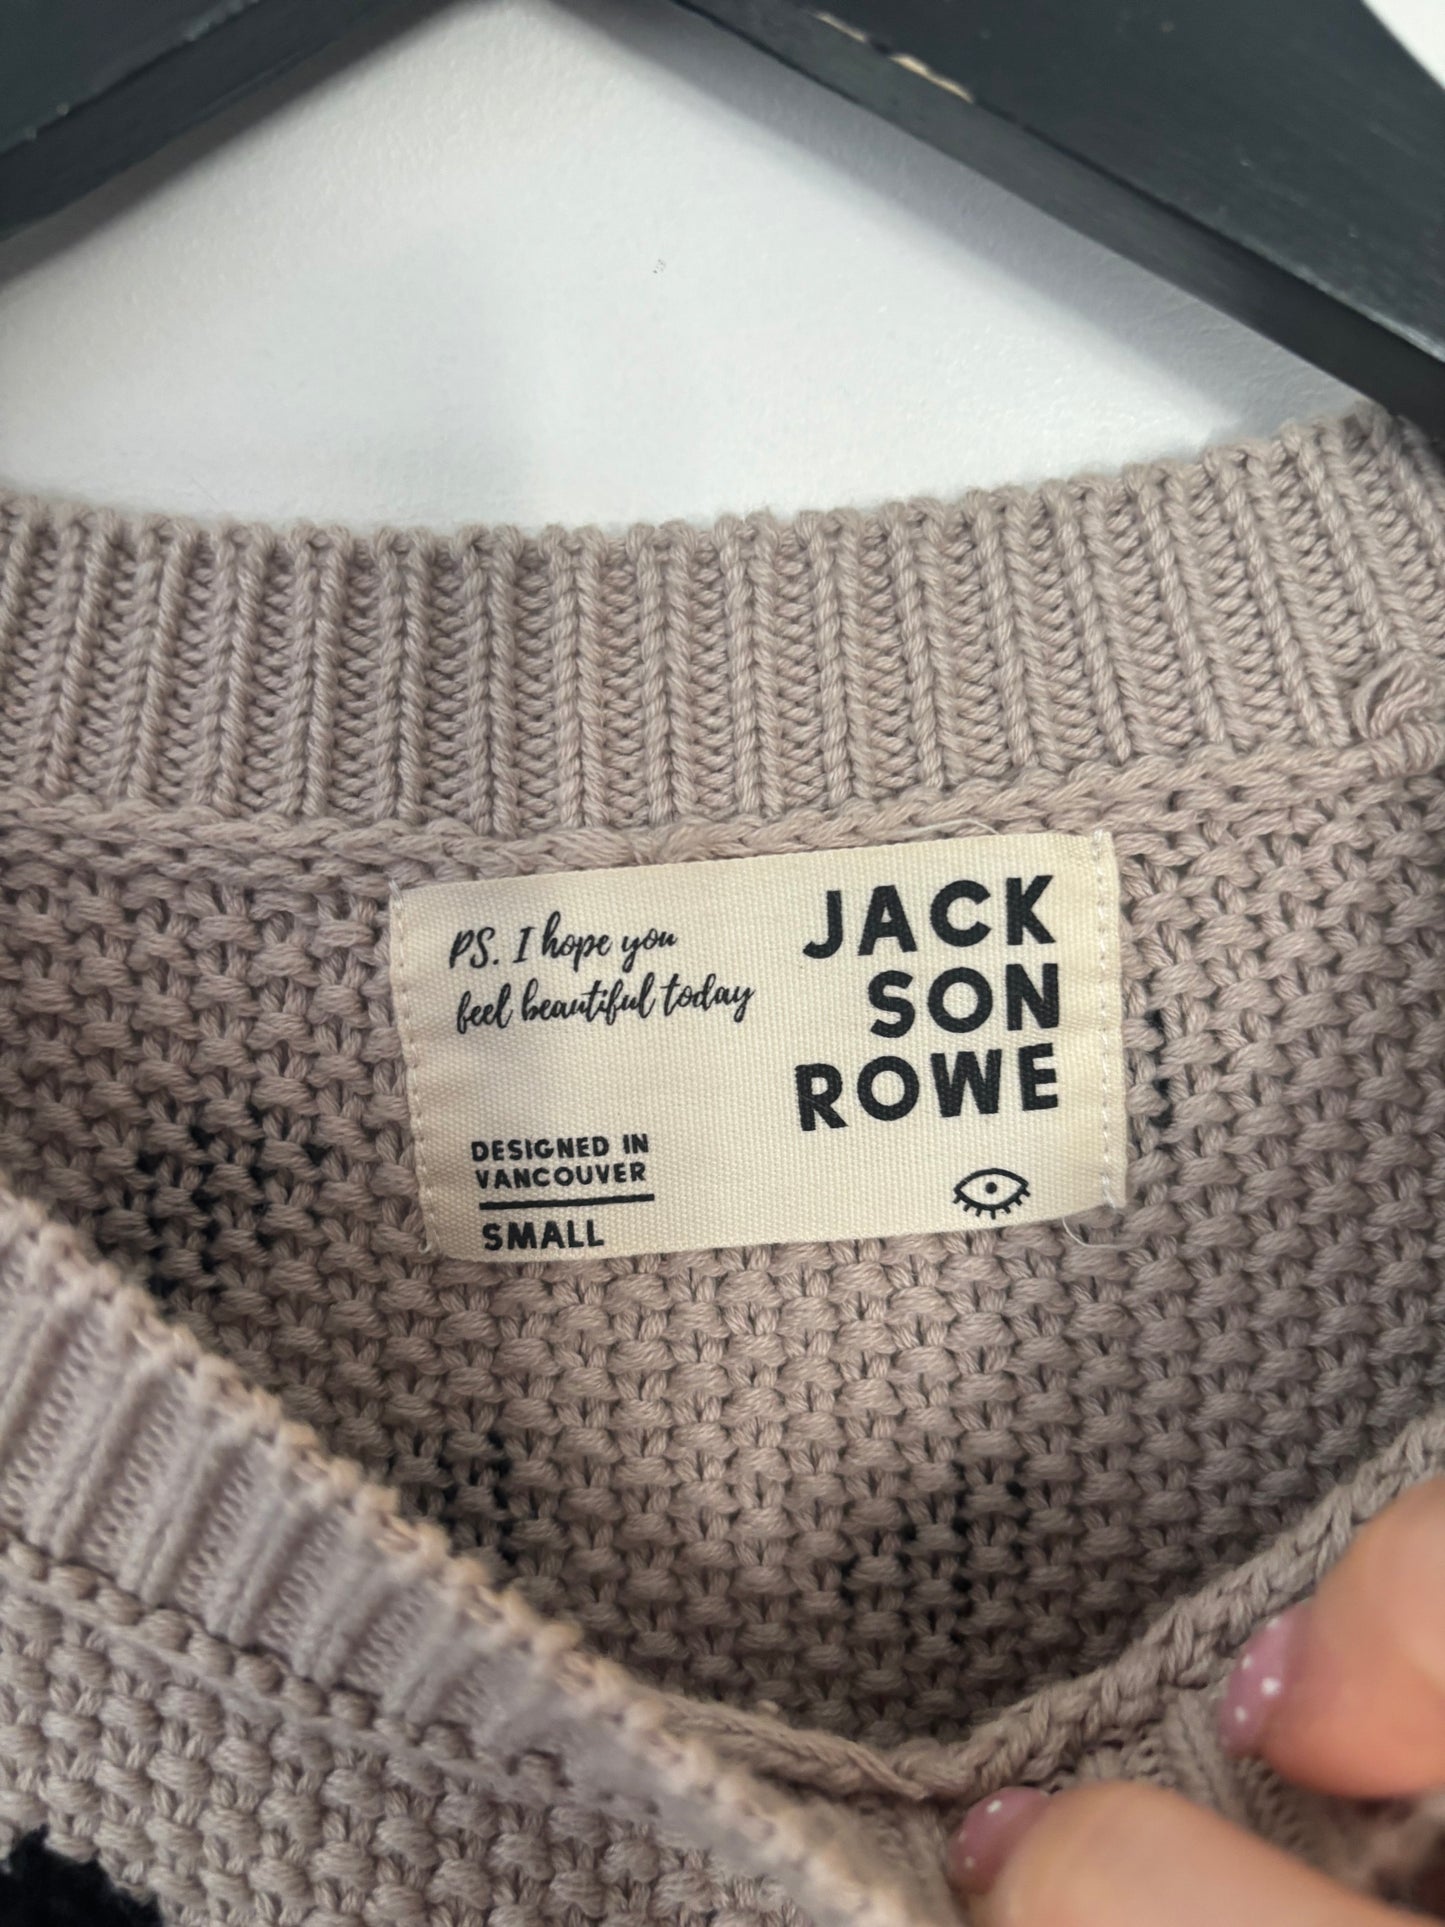 PS. I hope you
feel beautiful today
DESIGNED IN
VANCOUVER
SMALL
JACK
SON
ROWE